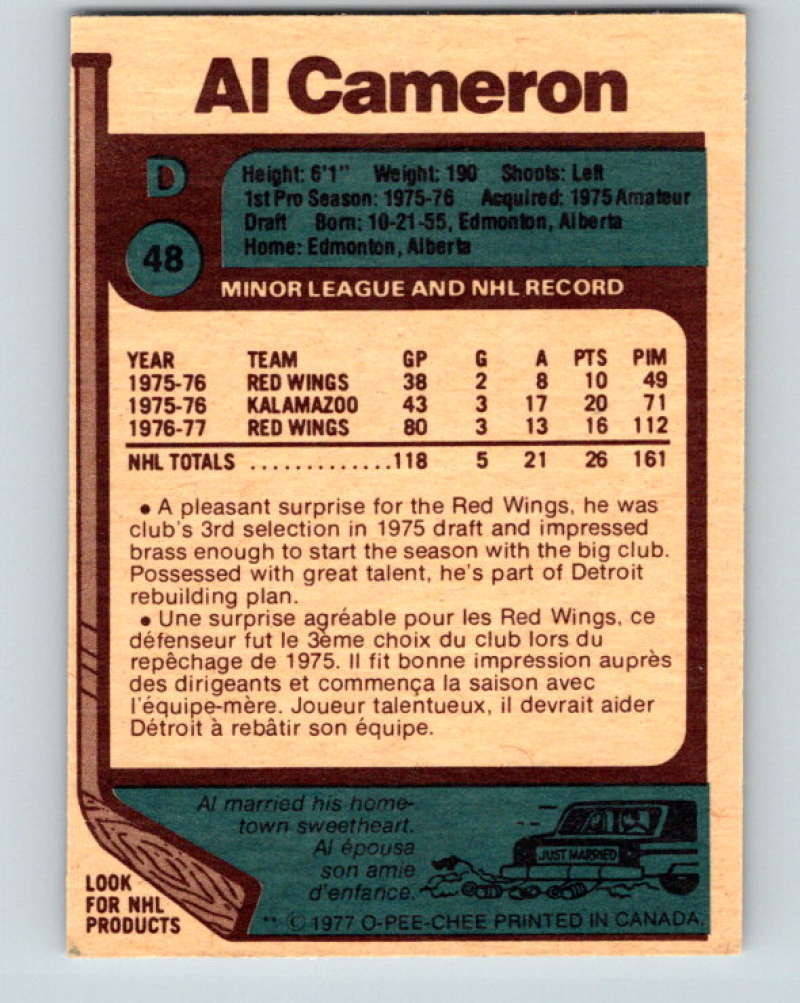 Al Cameron
D
48
Height: 6'1" Weight: 190 Shoots: Left
1st Pro Season: 1975-76 Acquired: 1975 Amateur
Draft Born: 10-21-55, Edmonton, Alberta
Home: Edmonton, Alberta
MINOR LEAGUE AND NHL RECORD
YEAR TEAM GP G A PTS PIM
1975-76 RED WINGS 38 2 8 10 49
1975-76 KALAMAZOO 43 3 17 20 71
1976-77 RED WINGS 80 3 13 16 112
NHL TOTALS .............118 5 21 26 161
• A pleasant surprise for the Red Wings, he was
club's 3rd selection in 1975 draft and impressed
brass enough to start the season with the big club.
Possessed with great talent, he's part of Detroit
rebuilding plan.
• Une surprise agréable pour les Red Wings, ce
défenseur fut le 3ème choix du club lors du
repêchage de 1975. Il fit bonne impression auprès
des dirigeants et commença la saison avec
l'équipe-mère. Joueur talentueux, il devrait aider
Détroit à rebâtir son équipe.
Al married his home-
town sweetheart.
Al épousa
son amie
d'enfance.
JUST MARRIED
LOOK
FOR NHL
PRODUCTS
** © 1977 O-PEE-CHEE PRINTED IN CANADA.